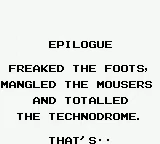 EPILOGUE
FREAKED THE FOOTS,
MANGLED THE MOUSERS
AND TOTALLED
THE TECHNODROME.
THAT'S··